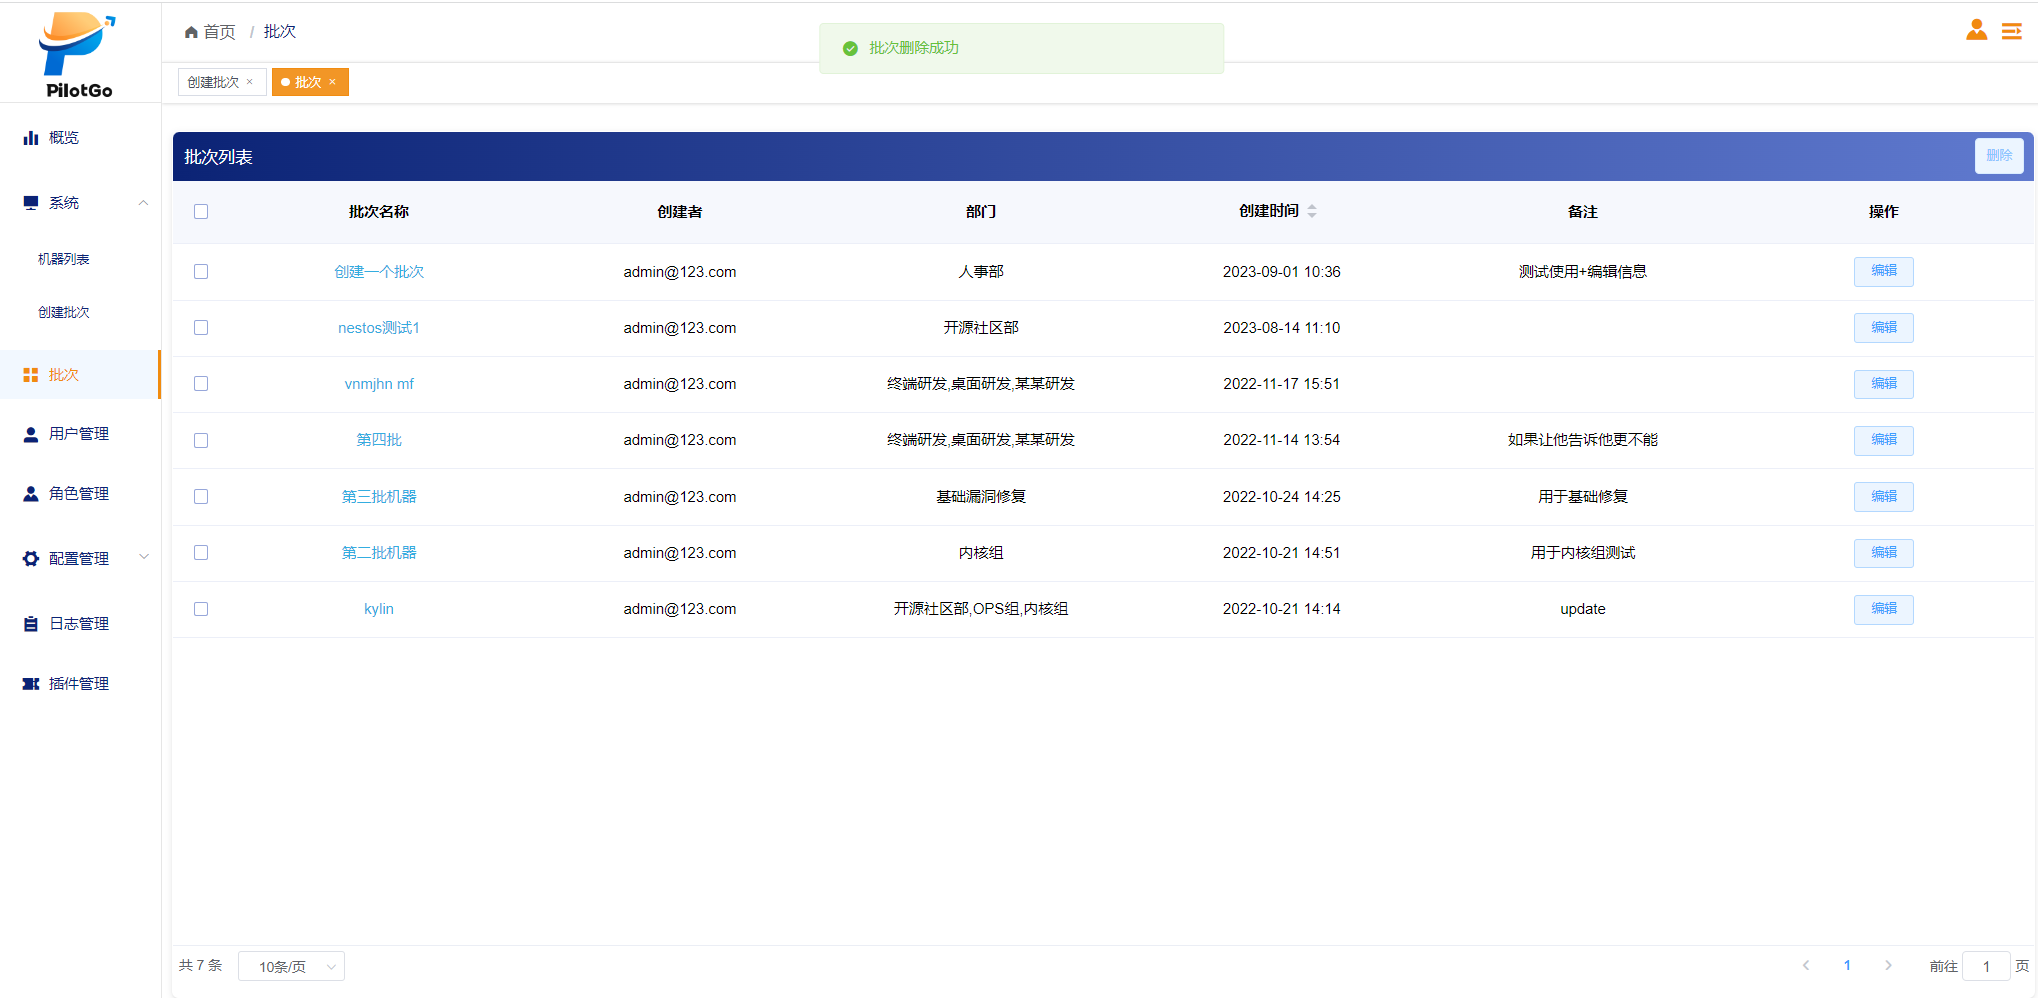 PilotGo
首页 / 批次
批次删除成功
创建批次 ×
批次 ×
概览
系统
机器列表
创建批次
批次
用户管理
角色管理
配置管理
日志管理
插件管理
批次列表 删除
批次名称 创建者 部门 创建时间 备注 操作
创建一个批次 admin@123.com 人事部 2023-09-01 10:36 测试使用+编辑信息 编辑
nestos测试1 admin@123.com 开源社区部 2023-08-14 11:10 编辑
vnmjhn mf admin@123.com 终端研发,桌面研发,某某研发 2022-11-17 15:51 编辑
第四批 admin@123.com 终端研发,桌面研发,某某研发 2022-11-14 13:54 如果让他告诉他更不能 编辑
第三批机器 admin@123.com 基础漏洞修复 2022-10-24 14:25 用于基础修复 编辑
第二批机器 admin@123.com 内核组 2022-10-21 14:51 用于内核组测试 编辑
kylin admin@123.com 开源社区部,OPS组,内核组 2022-10-21 14:14 update 编辑
共 7 条 10条/页 1 前往 1 页